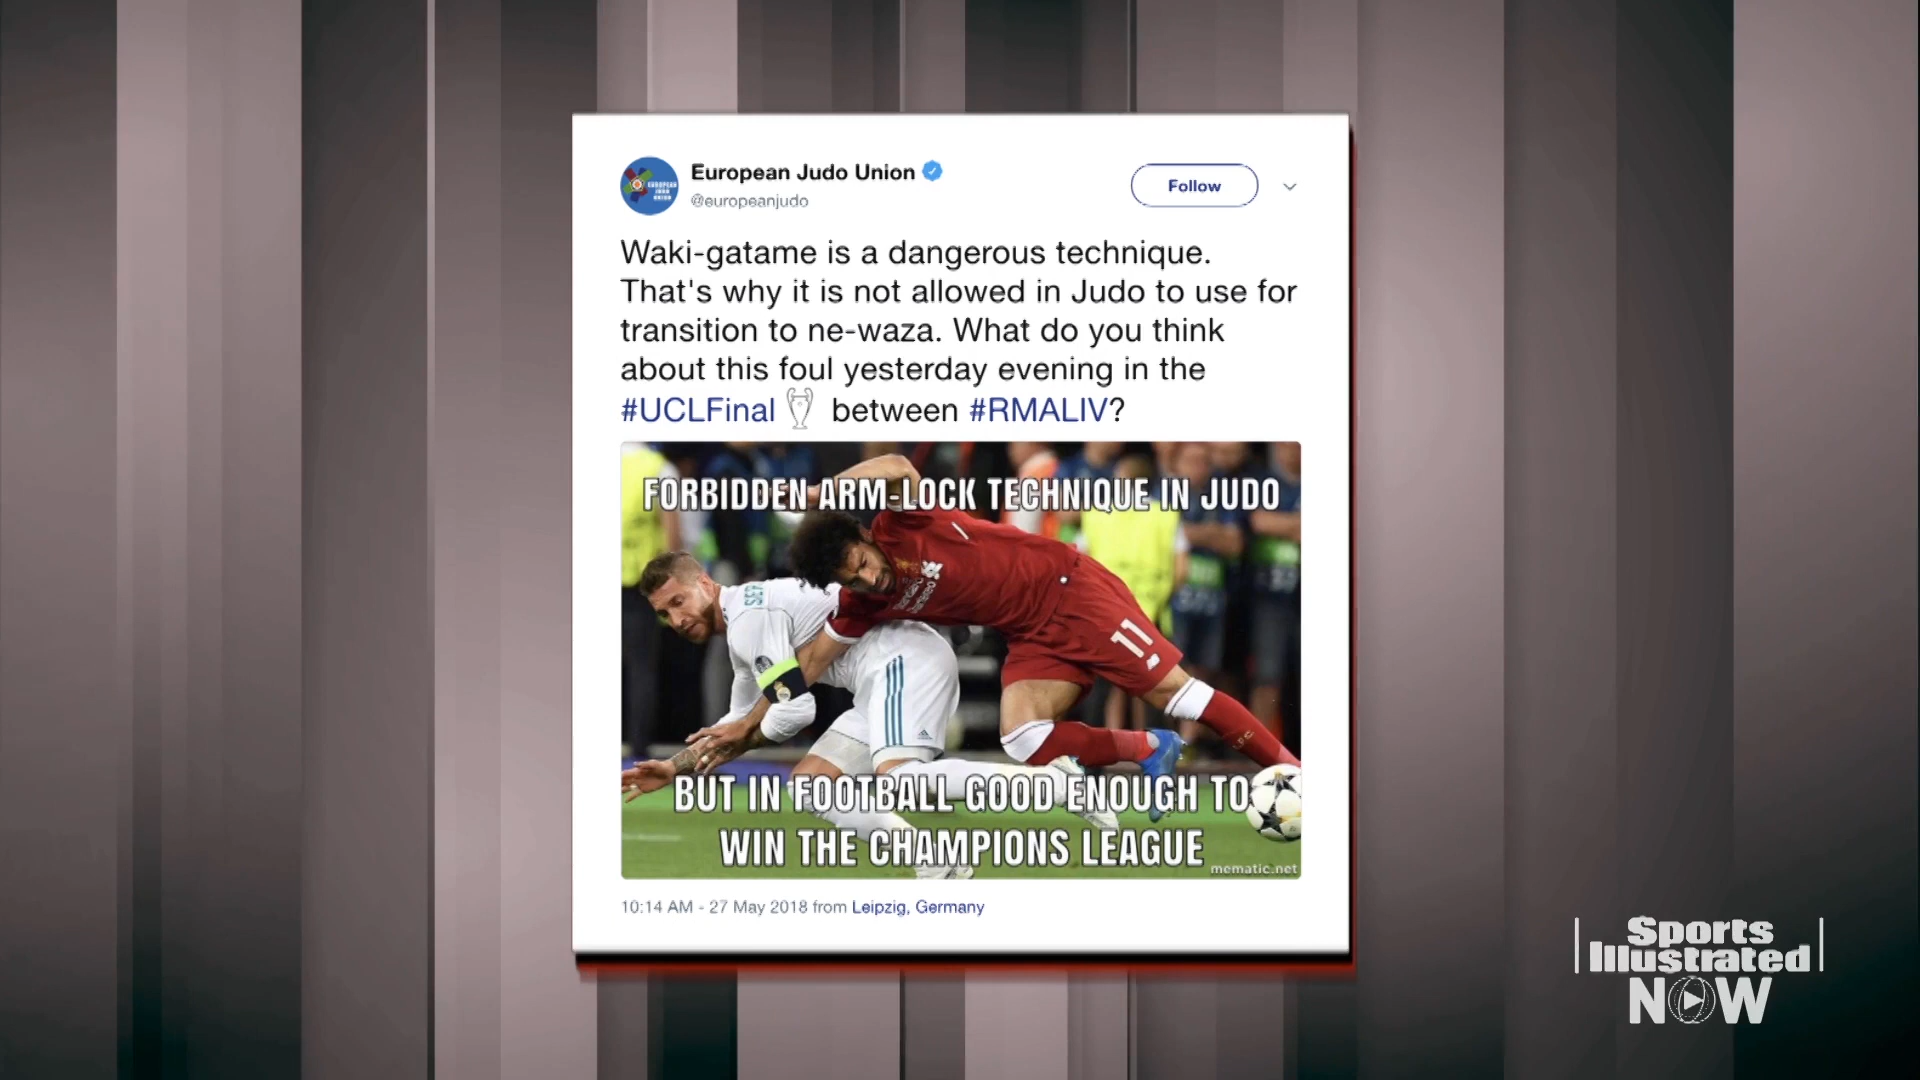 European Judo Union
@europeanjudo
Follow
Waki-gatame is a dangerous technique.
That's why it is not allowed in Judo to use for
transition to ne-waza. What do you think
about this foul yesterday evening in the
#UCLFinal between #RMALIV?
FORBIDDEN ARM-LOCK TECHNIQUE IN JUDO
11
BUT IN FOOTBALL GOOD ENOUGH TO
WIN THE CHAMPIONS LEAGUE
mematic.net
10:14 AM - 27 May 2018 from Leipzig, Germany
Sports
Illustrated
NOW